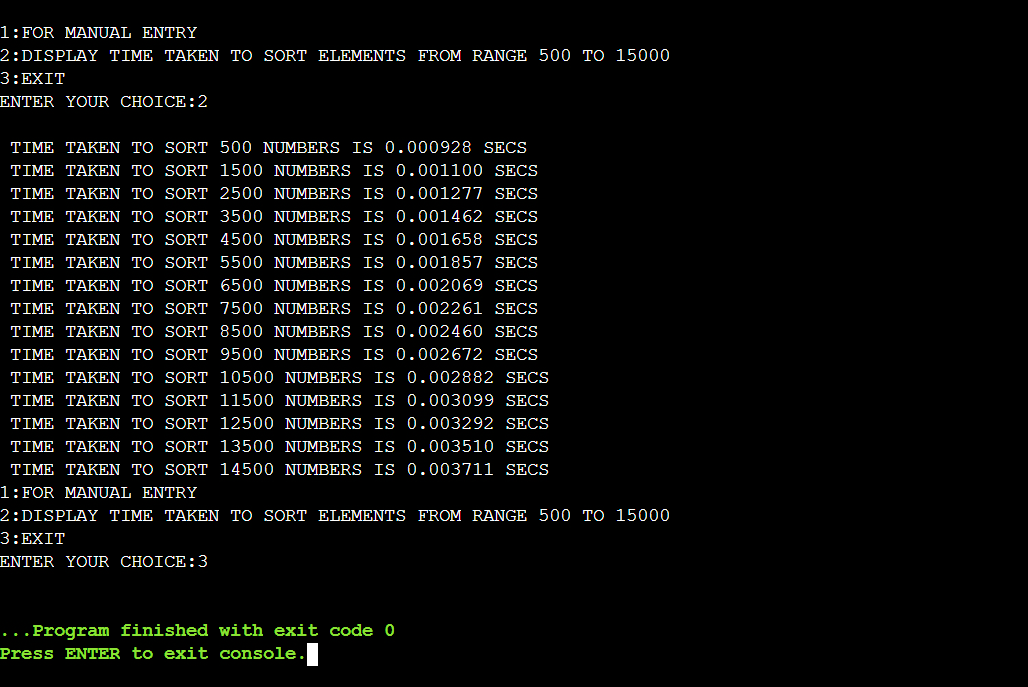 1:FOR MANUAL ENTRY
2:DISPLAY TIME TAKEN TO SORT ELEMENTS FROM RANGE 500 TO 15000
3:EXIT
ENTER YOUR CHOICE:2
TIME TAKEN TO SORT 500 NUMBERS IS 0.000928 SECS
TIME TAKEN TO SORT 1500 NUMBERS IS 0.001100 SECS
TIME TAKEN TO SORT 2500 NUMBERS IS 0.001277 SECS
TIME TAKEN TO SORT 3500 NUMBERS IS 0.001462 SECS
TIME TAKEN TO SORT 4500 NUMBERS IS 0.001658 SECS
TIME TAKEN TO SORT 5500 NUMBERS IS 0.001857 SECS
TIME TAKEN TO SORT 6500 NUMBERS IS 0.002069 SECS
TIME TAKEN TO SORT 7500 NUMBERS IS 0.002261 SECS
TIME TAKEN TO SORT 8500 NUMBERS IS 0.002460 SECS
TIME TAKEN TO SORT 9500 NUMBERS IS 0.002672 SECS
TIME TAKEN TO SORT 10500 NUMBERS IS 0.002882 SECS
TIME TAKEN TO SORT 11500 NUMBERS IS 0.003099 SECS
TIME TAKEN TO SORT 12500 NUMBERS IS 0.003292 SECS
TIME TAKEN TO SORT 13500 NUMBERS IS 0.003510 SECS
TIME TAKEN TO SORT 14500 NUMBERS IS 0.003711 SECS
1:FOR MANUAL ENTRY
2:DISPLAY TIME TAKEN TO SORT ELEMENTS FROM RANGE 500 TO 15000
3:EXIT
ENTER YOUR CHOICE:3
...Program finished with exit code 0
Press ENTER to exit console.